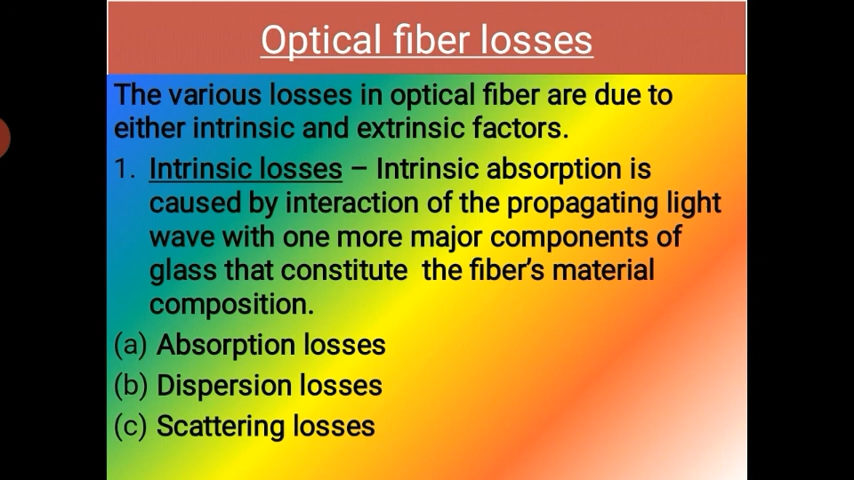 Optical fiber losses
The various losses in optical fiber are due to
either intrinsic and extrinsic factors.
1. Intrinsic losses – Intrinsic absorption is
caused by interaction of the propagating light
wave with one more major components of
glass that constitute the fiber's material
composition.
(a) Absorption losses
(b) Dispersion losses
(c) Scattering losses